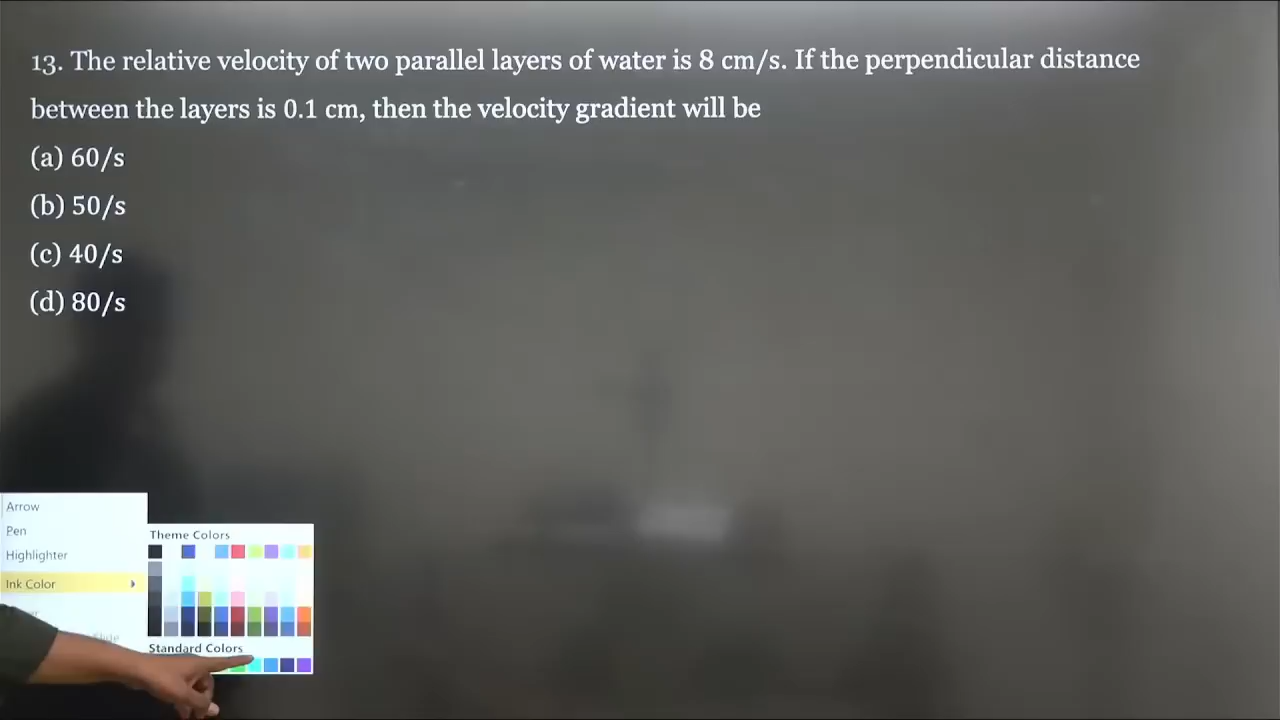 13. The relative velocity of two parallel layers of water is 8 cm/s. If the perpendicular distance
between the layers is 0.1 cm, then the velocity gradient will be
(a) 60/s
(b) 50/s
(c) 40/s
(d) 80/s
Arrow
Pen
Highlighter
Ink Color
Theme Colors
Standard Colors